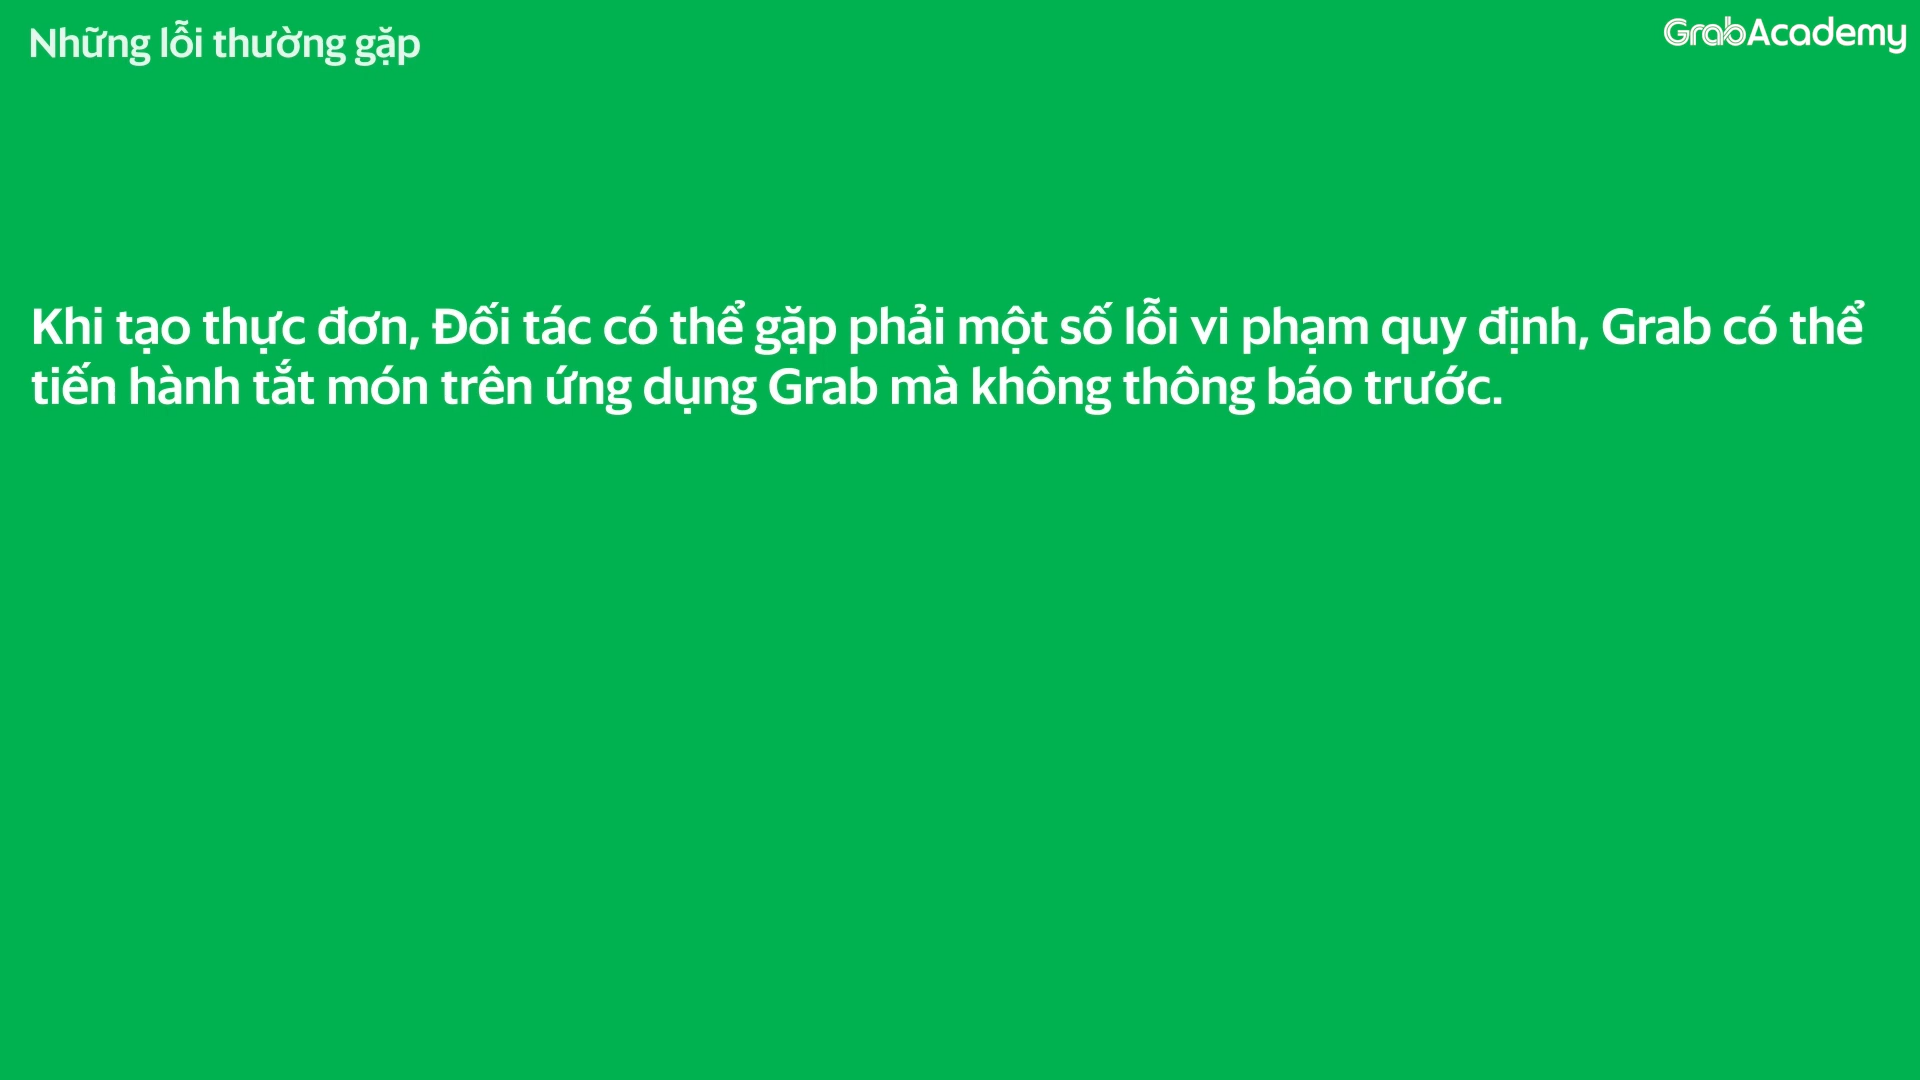 Những lỗi thường gặp
GrabAcademy
Khi tạo thực đơn, Đối tác có thể gặp phải một số lỗi vi phạm quy định, Grab có thể
tiến hành tắt món trên ứng dụng Grab mà không thông báo trước.